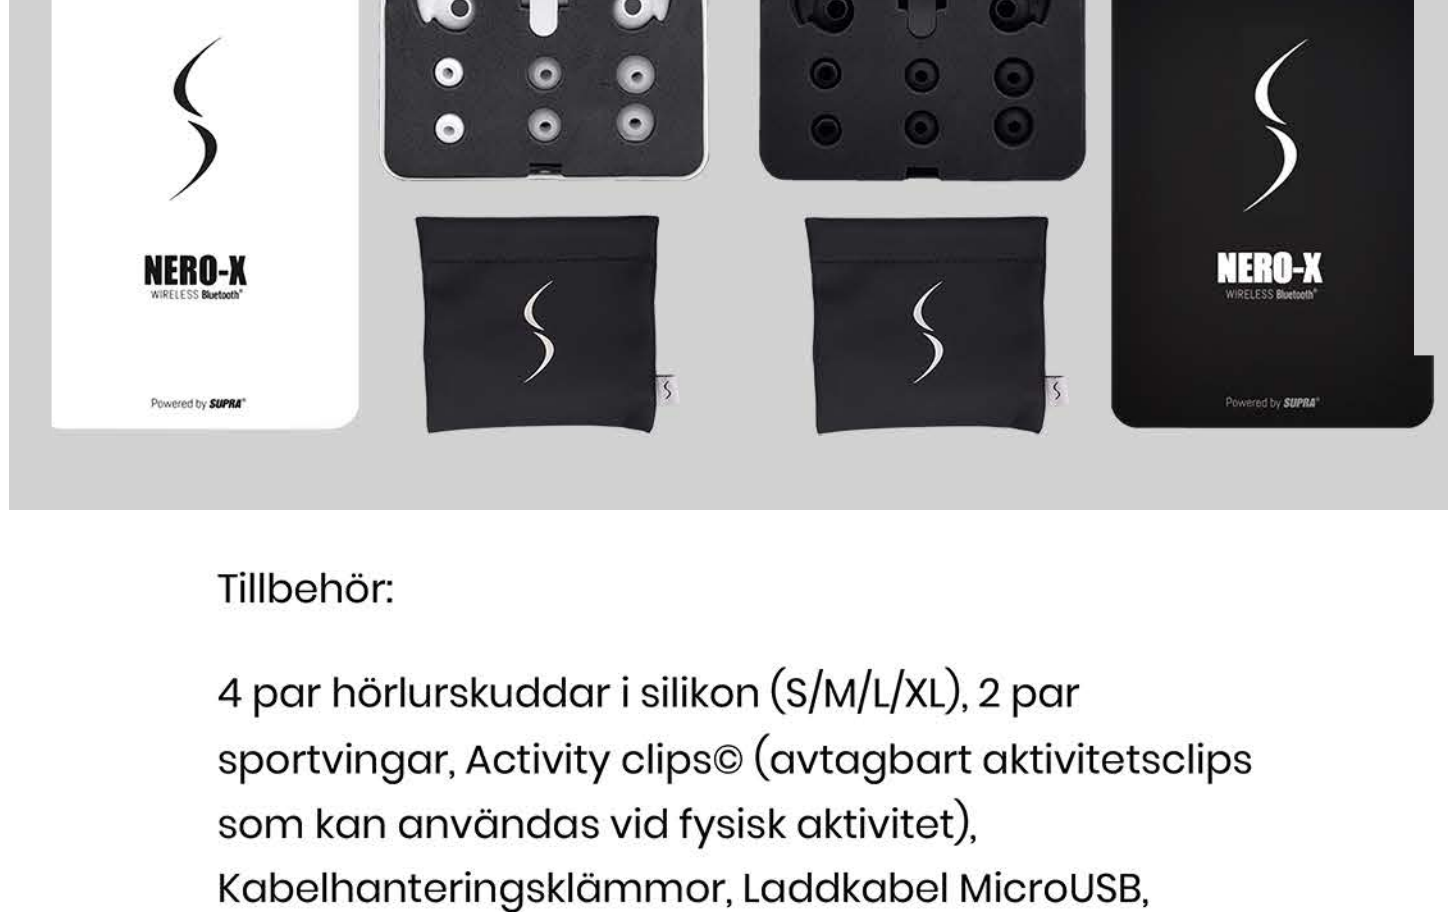 NERO-X
WIRELESS Bluetooth®
Powered by SUPRA®
NERO-X
WIRELESS Bluetooth®
Powered by SUPRA®
Tillbehör:
4 par hörlurskuddar i silikon (S/M/L/XL), 2 par
sportvingar, Activity clips© (avtagbart aktivitetsclips
som kan användas vid fysisk aktivitet),
Kabelhanteringsklämmor, Laddkabel MicroUSB,